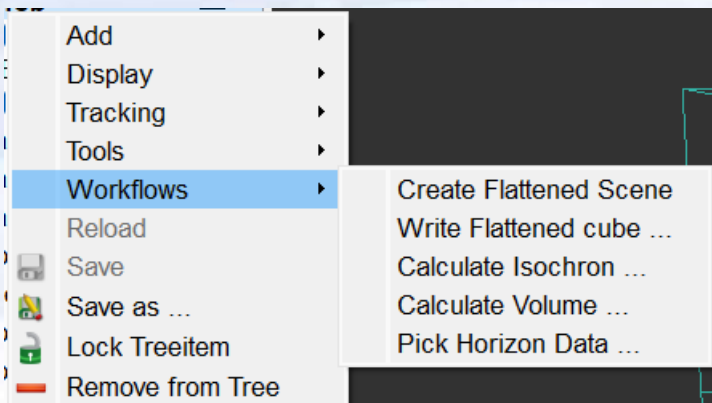 Add
Display
Tracking
Tools
Workflows
Reload
Save
Save as ...
Lock Treeitem
Remove from Tree
Create Flattened Scene
Write Flattened cube ...
Calculate Isochron ...
Calculate Volume ...
Pick Horizon Data ...